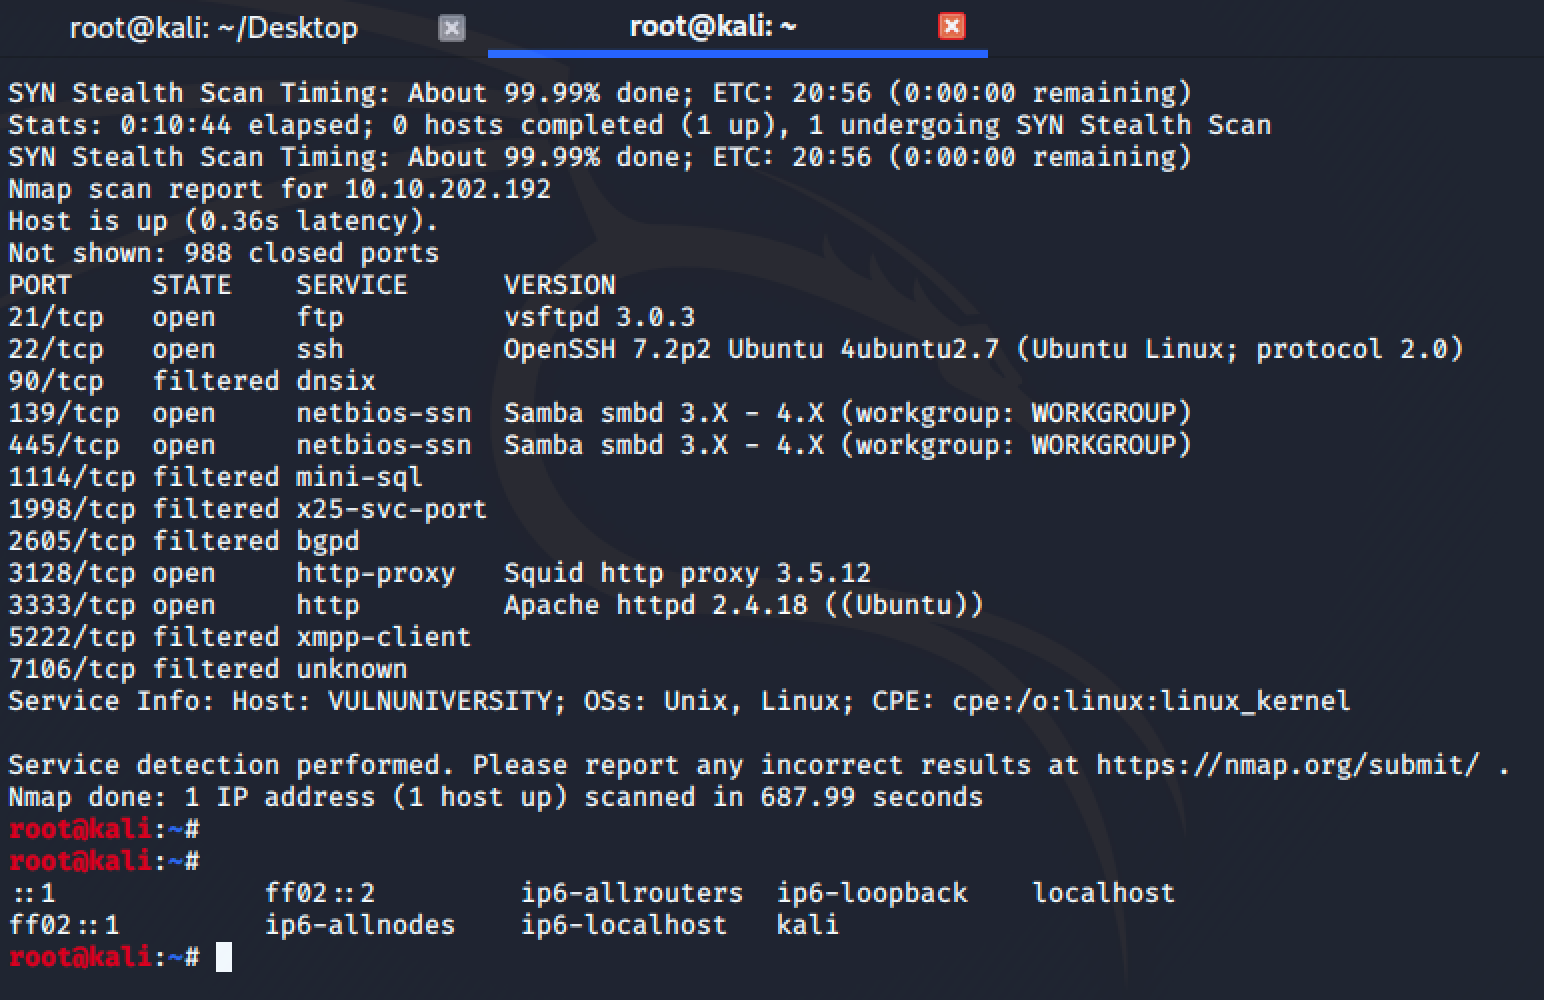 root@kali: ~/Desktop
root@kali: ~
SYN Stealth Scan Timing: About 99.99% done; ETC: 20:56 (0:00:00 remaining)
Stats: 0:10:44 elapsed; 0 hosts completed (1 up), 1 undergoing SYN Stealth Scan
SYN Stealth Scan Timing: About 99.99% done; ETC: 20:56 (0:00:00 remaining)
Nmap scan report for 10.10.202.192
Host is up (0.36s latency).
Not shown: 988 closed ports
PORT     STATE    SERVICE      VERSION
21/tcp   open     ftp          vsftpd 3.0.3
22/tcp   open     ssh          OpenSSH 7.2p2 Ubuntu 4ubuntu2.7 (Ubuntu Linux; protocol 2.0)
90/tcp   filtered dnsix
139/tcp  open     netbios-ssn  Samba smbd 3.X - 4.X (workgroup: WORKGROUP)
445/tcp  open     netbios-ssn  Samba smbd 3.X - 4.X (workgroup: WORKGROUP)
1114/tcp filtered mini-sql
1998/tcp filtered x25-svc-port
2605/tcp filtered bgpd
3128/tcp open     http-proxy   Squid http proxy 3.5.12
3333/tcp open     http         Apache httpd 2.4.18 ((Ubuntu))
5222/tcp filtered xmpp-client
7106/tcp filtered unknown
Service Info: Host: VULNUNIVERSITY; OSs: Unix, Linux; CPE: cpe:/o:linux:linux_kernel
Service detection performed. Please report any incorrect results at https://nmap.org/submit/ .
Nmap done: 1 IP address (1 host up) scanned in 687.99 seconds
root@kali:~#
root@kali:~#
::1             ff02::2         ip6-allrouters  ip6-loopback    localhost
ff02::1         ip6-allnodes    ip6-localhost   kali
root@kali:~#